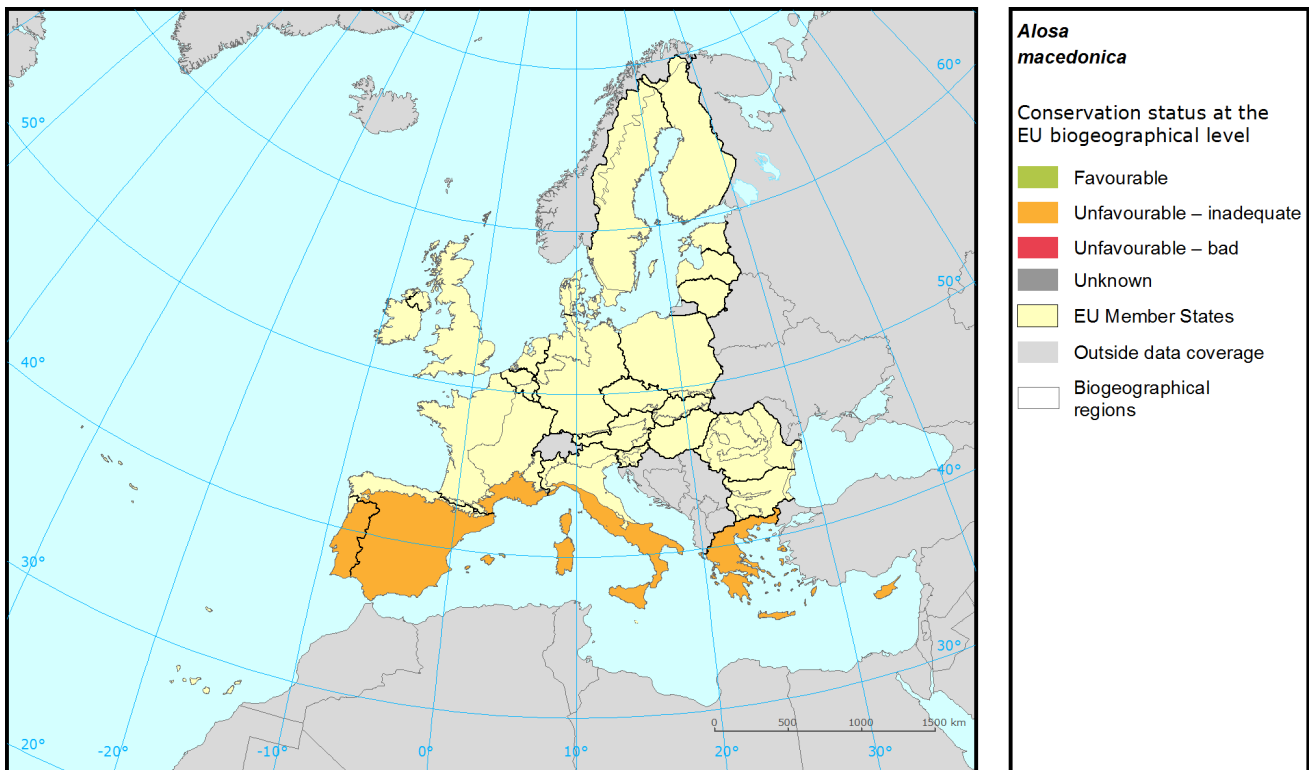 60°
50°
50°
40°
40°
30°
30°
20°
-20°
-10°
0°
10°
20°
30°
0 500 1000 1500 km
Alosa
macedonica
Conservation status at the
EU biogeographical level
Favourable
Unfavourable – inadequate
Unfavourable – bad
Unknown
EU Member States
Outside data coverage
Biogeographical
regions